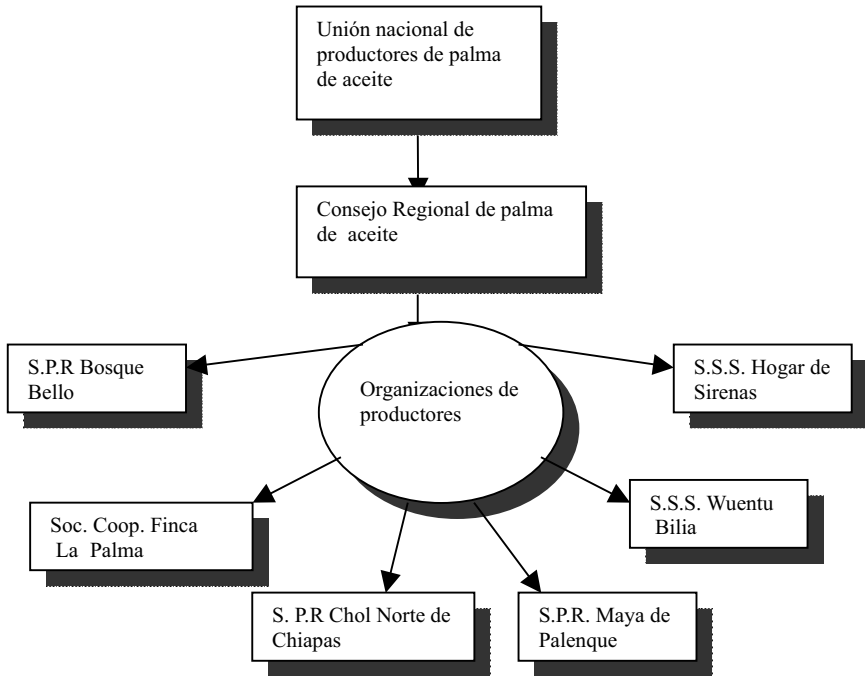 Unión nacional de
productores de palma
de aceite
Consejo Regional de palma
de aceite
S.P.R Bosque
Bello
Organizaciones de
productores
S.S.S. Hogar de
Sirenas
Soc. Coop. Finca
La Palma
S.S.S. Wuentu
Bilia
S. P.R Chol Norte de
Chiapas
S.P.R. Maya de
Palenque